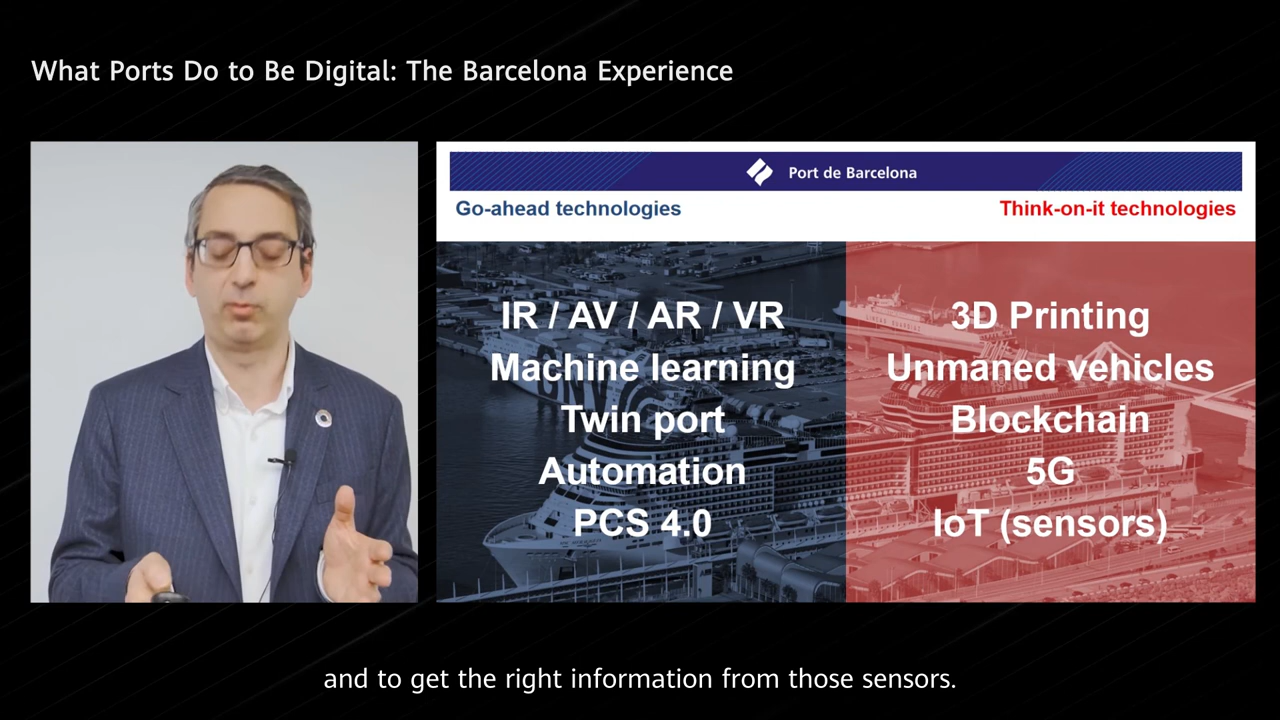 What Ports Do to Be Digital: The Barcelona Experience
Port de Barcelona
Go-ahead technologies
Think-on-it technologies
IR / AV / AR / VR
Machine learning
Twin port
Automation
PCS 4.0
3D Printing
Unmaned vehicles
Blockchain
5G
IoT (sensors)
and to get the right information from those sensors.